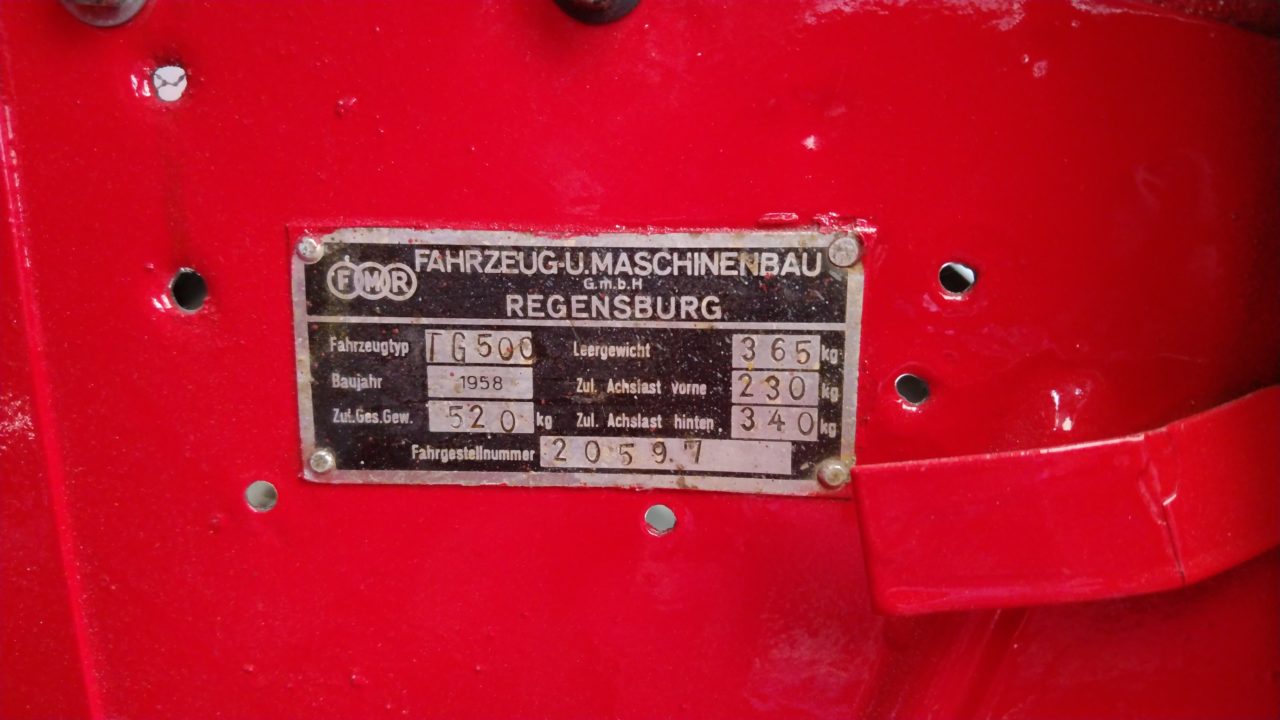 FMR FAHRZEUG-U.MASCHINENBAU
G.m.b.H
REGENSBURG
Fahrzeugtyp TG500 Leergewicht 365 kg
Baujahr 1958 Zul. Achslast vorne 230 kg
Zul.Ges.Gew. 520 kg Zul. Achslast hinten 340 kg
Fahrgestellnummer 20597